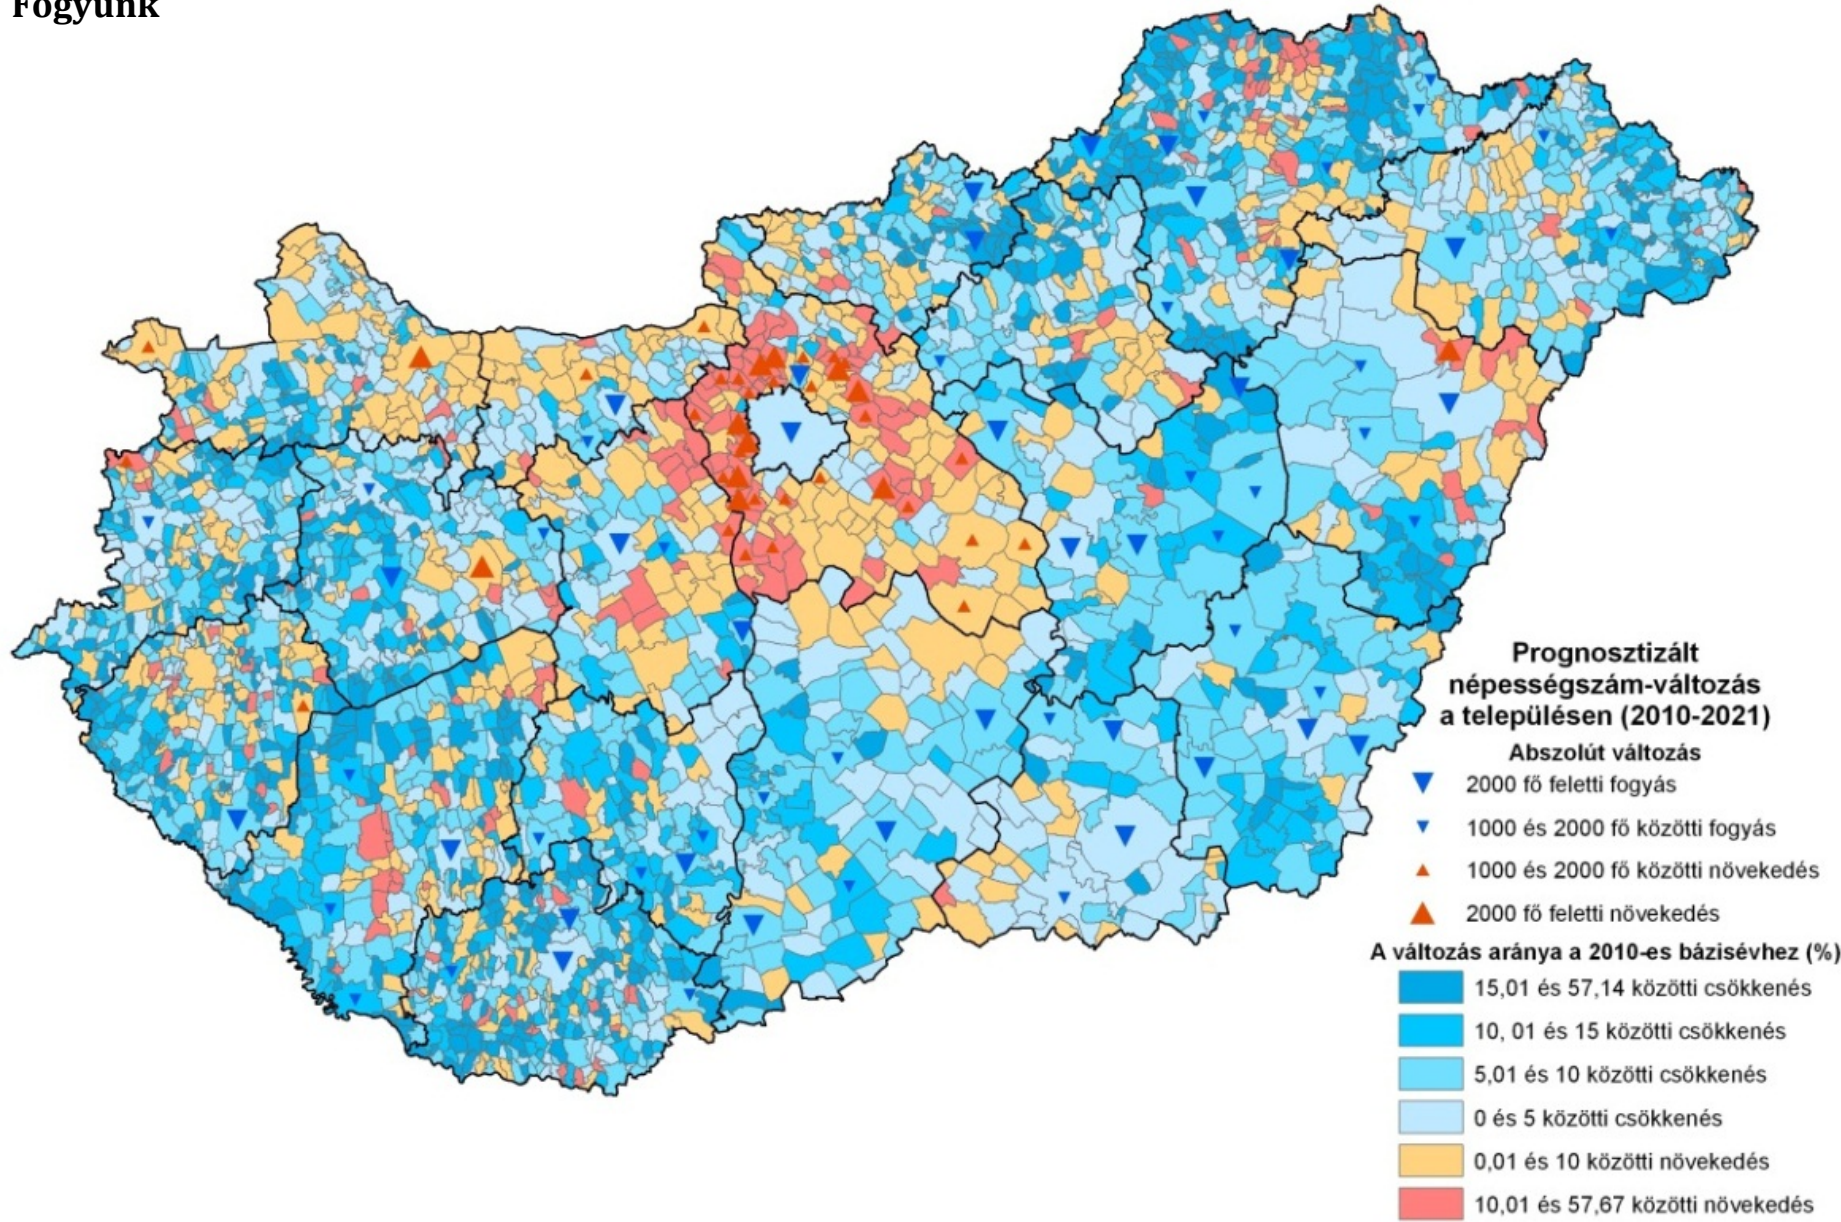 Fogyunk
Prognosztizált
népességszám-változás
a településen (2010-2021)
Abszolút változás
2000 fő feletti fogyás
1000 és 2000 fő közötti fogyás
1000 és 2000 fő közötti növekedés
2000 fő feletti növekedés
A változás aránya a 2010-es bázisévhez (%)
15,01 és 57,14 közötti csökkenés
10, 01 és 15 közötti csökkenés
5,01 és 10 közötti csökkenés
0 és 5 közötti csökkenés
0,01 és 10 közötti növekedés
10,01 és 57,67 közötti növekedés